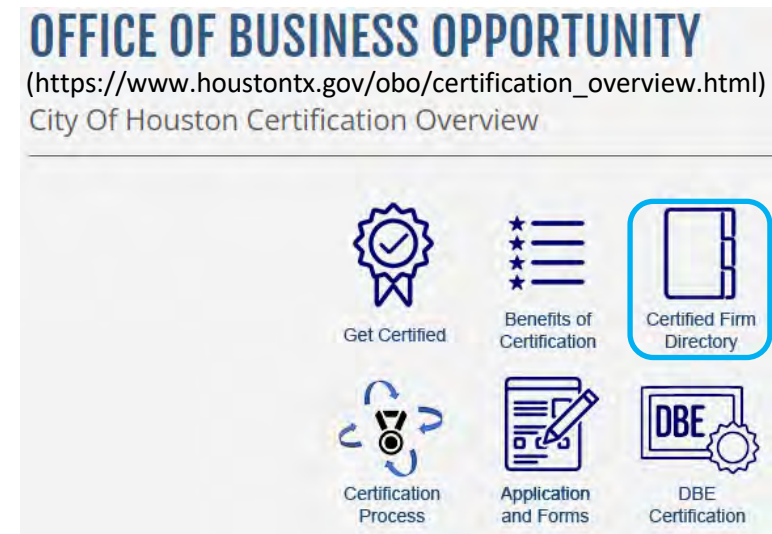 OFFICE OF BUSINESS OPPORTUNITY
(https://www.houstontx.gov/obo/certification_overview.html)
City Of Houston Certification Overview
Get Certified
Benefits of
Certification
Certified Firm
Directory
Certification
Process
Application
and Forms
DBE
DBE
Certification